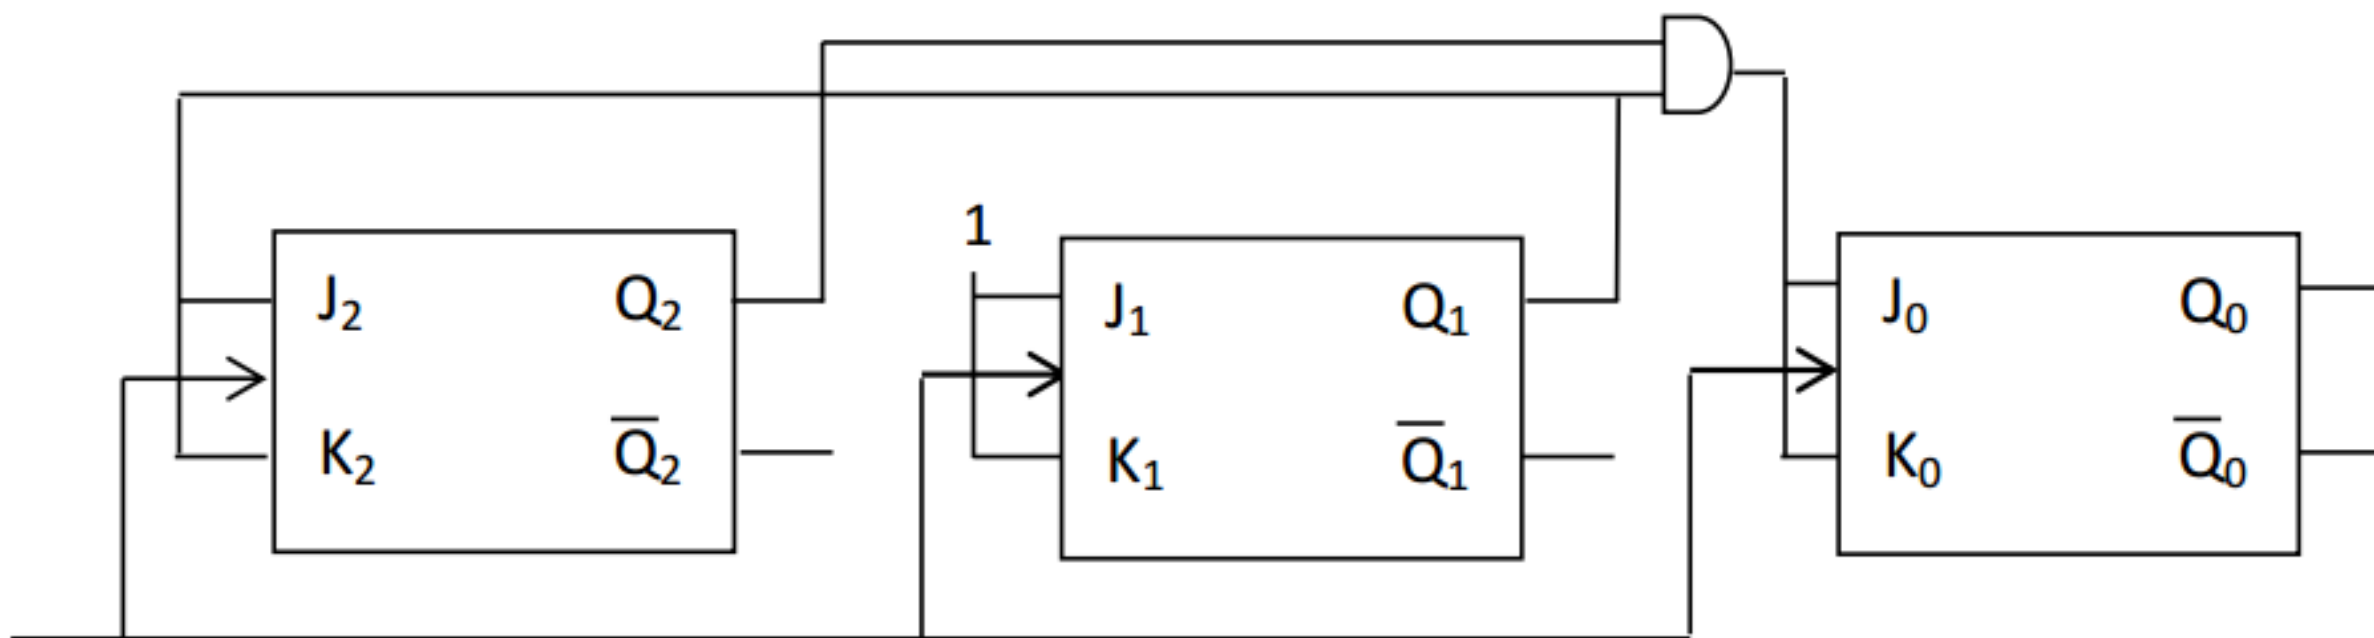 1
J₂ Q₂ J₁ Q₁ J₀ Q₀
K₂ Q̅₂ K₁ Q̅₁ K₀ Q̅₀